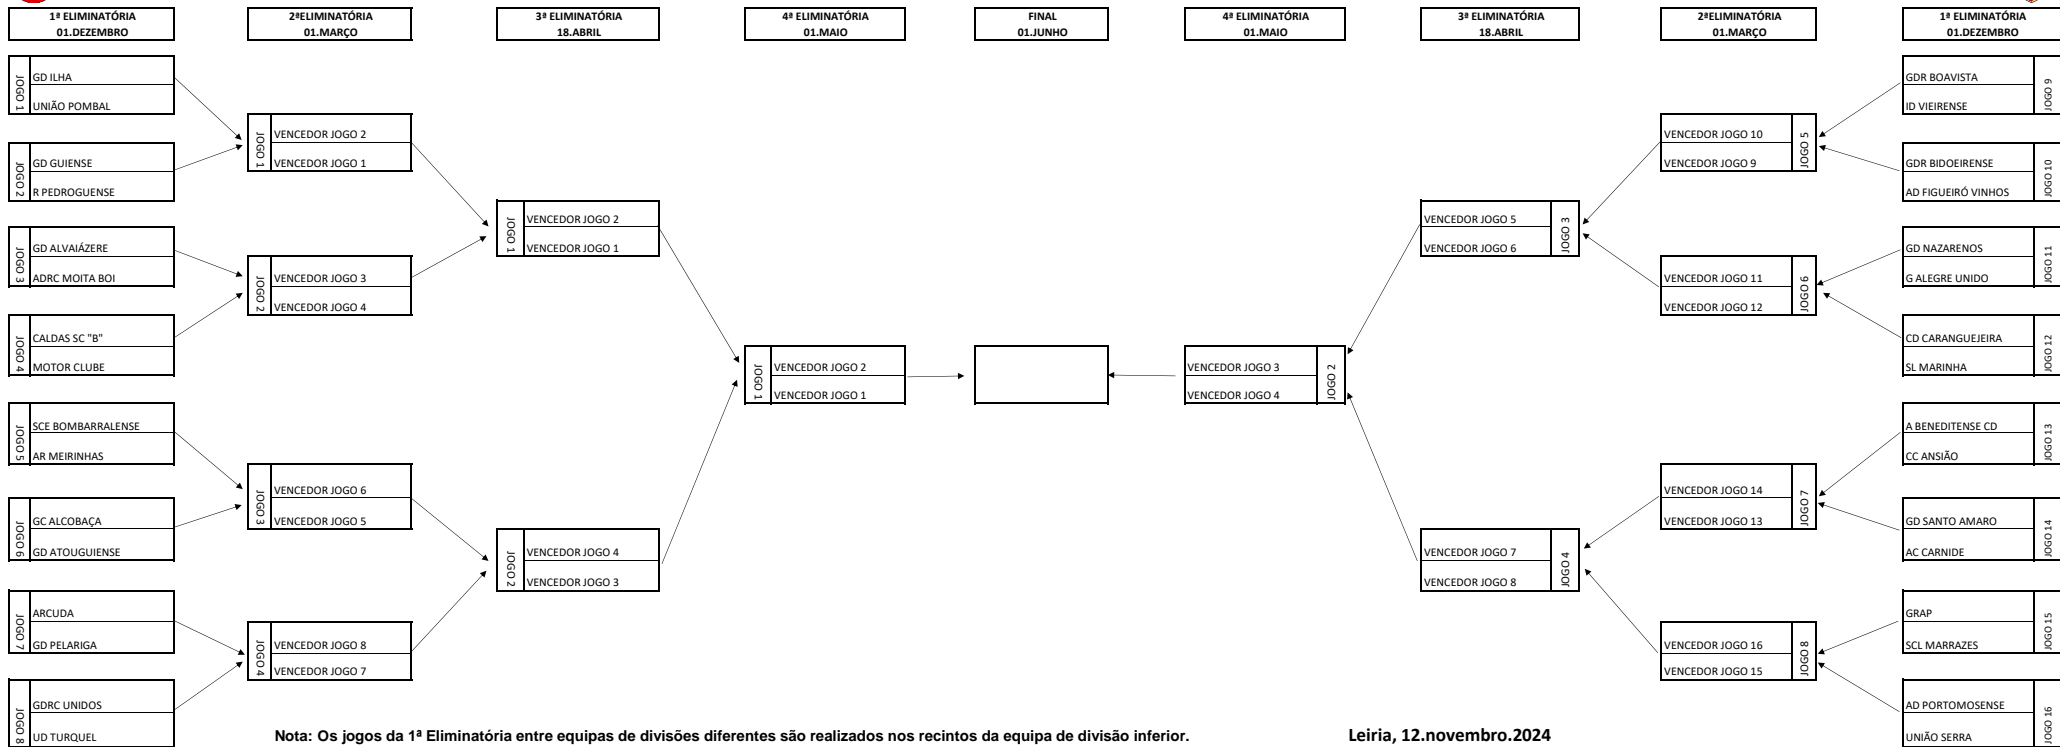 1ª ELIMINATÓRIA
01.DEZEMBRO
2ªELIMINATÓRIA
01.MARÇO
3ª ELIMINATÓRIA
18.ABRIL
4ª ELIMINATÓRIA
01.MAIO
FINAL
01.JUNHO
4ª ELIMINATÓRIA
01.MAIO
3ª ELIMINATÓRIA
18.ABRIL
2ªELIMINATÓRIA
01.MARÇO
1ª ELIMINATÓRIA
01.DEZEMBRO
JOGO 1
GD ILHA
UNIÃO POMBAL
JOGO 2
GD GUIENSE
R PEDROGUENSE
JOGO 3
GD ALVAIÁZERE
ADRC MOITA BOI
JOGO 4
CALDAS SC "B"
MOTOR CLUBE
JOGO 5
SCE BOMBARRALENSE
AR MEIRINHAS
JOGO 6
GC ALCOBAÇA
GD ATOUGUIENSE
JOGO 7
ARCUDA
GD PELARIGA
JOGO 8
GDRC UNIDOS
UD TURQUEL
JOGO 1
VENCEDOR JOGO 2
VENCEDOR JOGO 1
JOGO 2
VENCEDOR JOGO 3
VENCEDOR JOGO 4
JOGO 3
VENCEDOR JOGO 6
VENCEDOR JOGO 5
JOGO 4
VENCEDOR JOGO 8
VENCEDOR JOGO 7
JOGO 1
VENCEDOR JOGO 2
VENCEDOR JOGO 1
JOGO 2
VENCEDOR JOGO 4
VENCEDOR JOGO 3
JOGO 1
VENCEDOR JOGO 2
VENCEDOR JOGO 1
VENCEDOR JOGO 3
VENCEDOR JOGO 4
JOGO 2
VENCEDOR JOGO 5
VENCEDOR JOGO 6
JOGO 3
VENCEDOR JOGO 7
VENCEDOR JOGO 8
JOGO 4
VENCEDOR JOGO 10
VENCEDOR JOGO 9
JOGO 5
VENCEDOR JOGO 11
VENCEDOR JOGO 12
JOGO 6
VENCEDOR JOGO 14
VENCEDOR JOGO 13
JOGO 7
VENCEDOR JOGO 16
VENCEDOR JOGO 15
JOGO 8
GDR BOAVISTA
ID VIEIRENSE
JOGO 9
GDR BIDOEIRENSE
AD FIGUEIRÓ VINHOS
JOGO 10
GD NAZARENOS
G ALEGRE UNIDO
JOGO 11
CD CARANGUEJEIRA
SL MARINHA
JOGO 12
A BENEDITENSE CD
CC ANSIÃO
JOGO 13
GD SANTO AMARO
AC CARNIDE
JOGO 14
GRAP
SCL MARRAZES
JOGO 15
AD PORTOMOSENSE
UNIÃO SERRA
JOGO 16
Nota: Os jogos da 1ª Eliminatória entre equipas de divisões diferentes são realizados nos recintos da equipa de divisão inferior.
Leiria, 12.novembro.2024